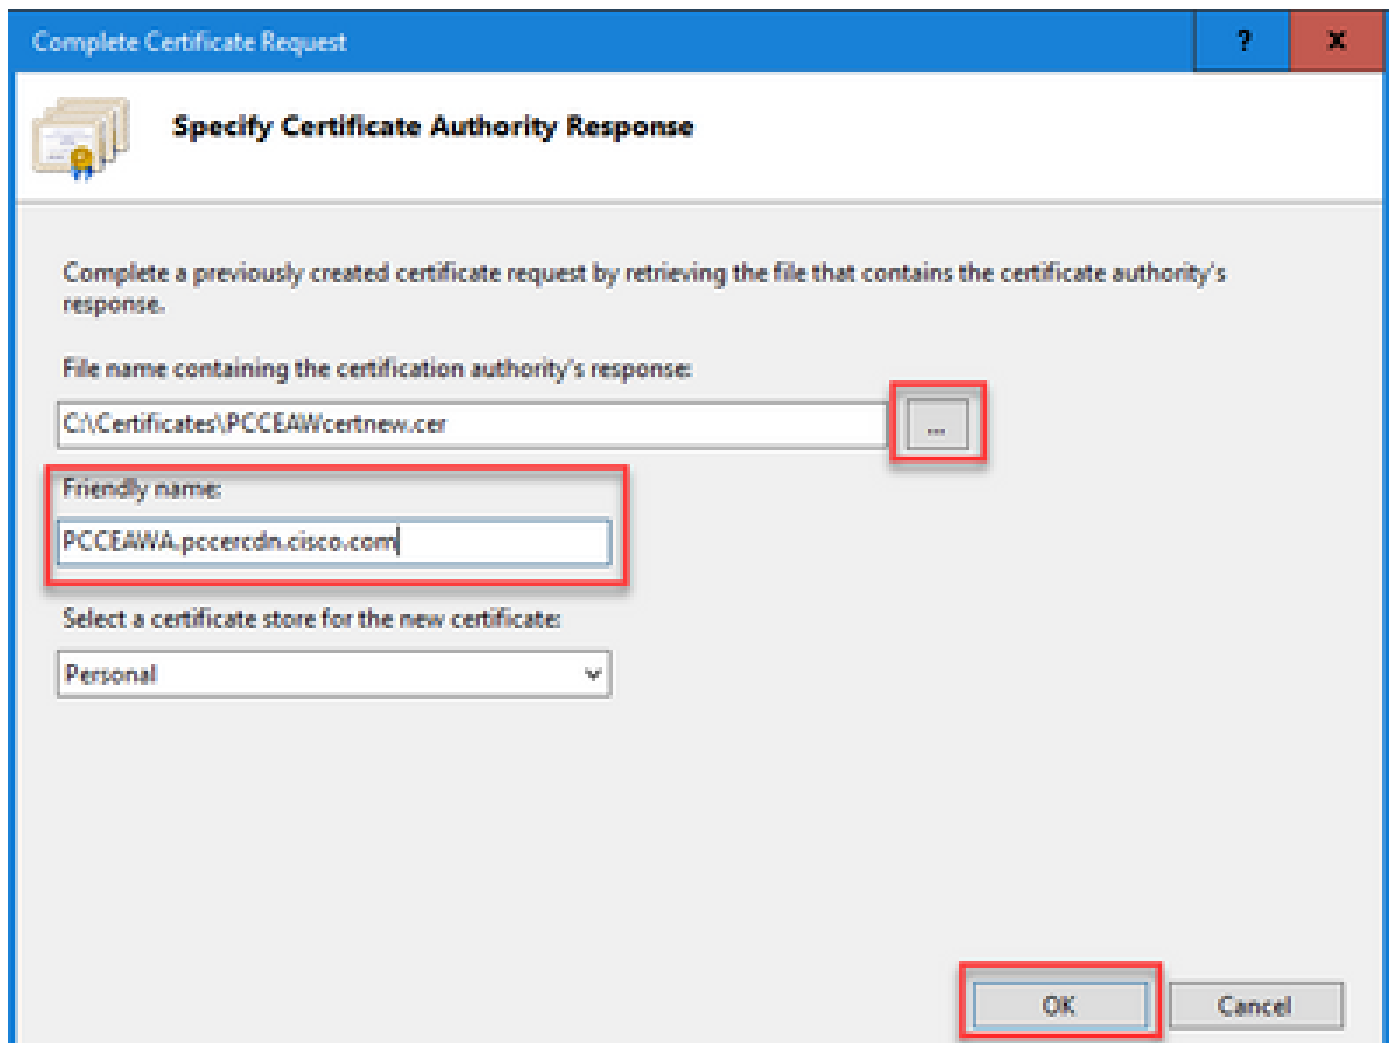 Complete Certificate Request
?
x
Specify Certificate Authority Response
Complete a previously created certificate request by retrieving the file that contains the certificate authority's
response.
File name containing the certification authority's response:
C:\Certificates\PCCEAWcertnew.cer
...
Friendly name:
PCCEAWA.pccercdn.cisco.com
Select a certificate store for the new certificate:
Personal
OK
Cancel